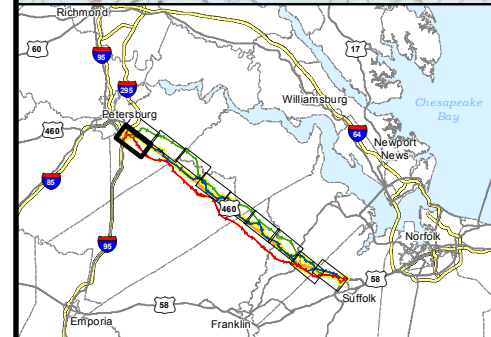 Richmond
60
95
17
295
Williamsburg
Chesapeake
Bay
Petersburg
460
64
Newport
News
85
460
95
Norfolk
58
58
Suffolk
Emporia
Franklin